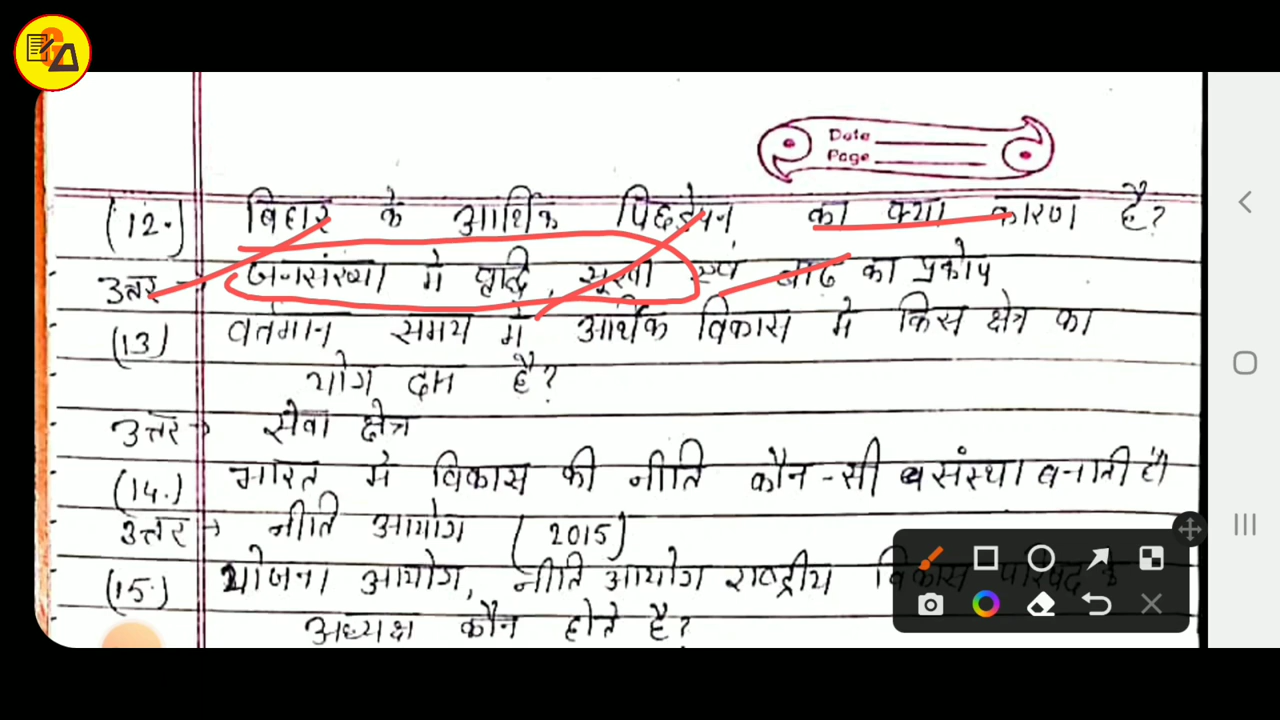 Date
Page
(12.) बिहार के आर्थिक पिछडेपन का क्या कारण है?
उत्तर → जनसंख्या मे वृद्धि, सूखा एवं बाढ का प्रकोप
(13) वर्तमान समय मे आर्थिक विकास मे किस क्षेत्र का
योग दान है?
उत्तर → सेवा क्षेत्र
(14.) भारत मे विकास की नीति कौन-सी संस्था बनाती है।
उत्तर → नीति आयोग (2015)
(15.) योजना आयोग, नीति आयोग राष्ट्रीय विकास परिषद के
अध्यक्ष कौन होते है?